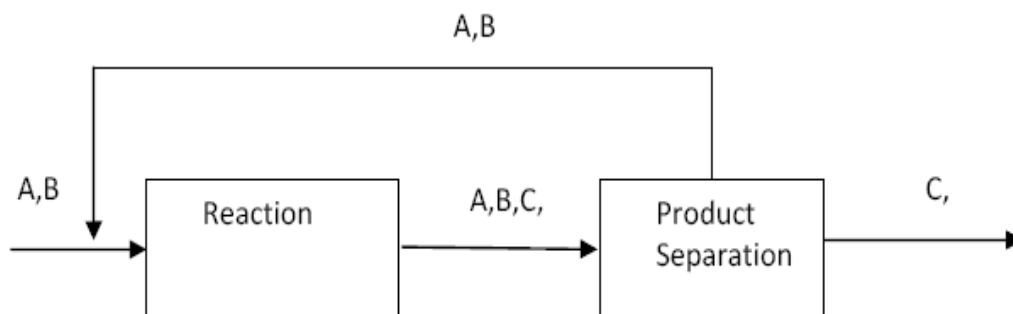 A,B
A,B
Reaction
A,B,C,
Product
Separation
C,